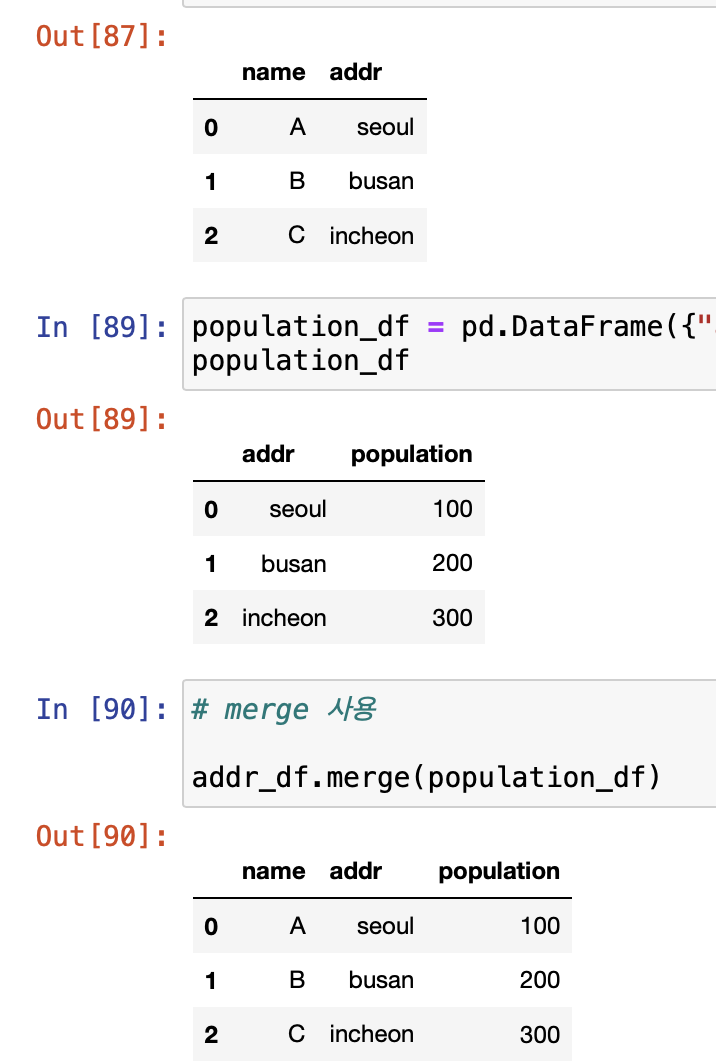 Out[87]:
name addr
0 A seoul
1 B busan
2 C incheon
In [89]: population_df = pd.DataFrame({"
population_df
Out[89]:
addr population
0 seoul 100
1 busan 200
2 incheon 300
In [90]: # merge 사용
addr_df.merge(population_df)
Out[90]:
name addr population
0 A seoul 100
1 B busan 200
2 C incheon 300